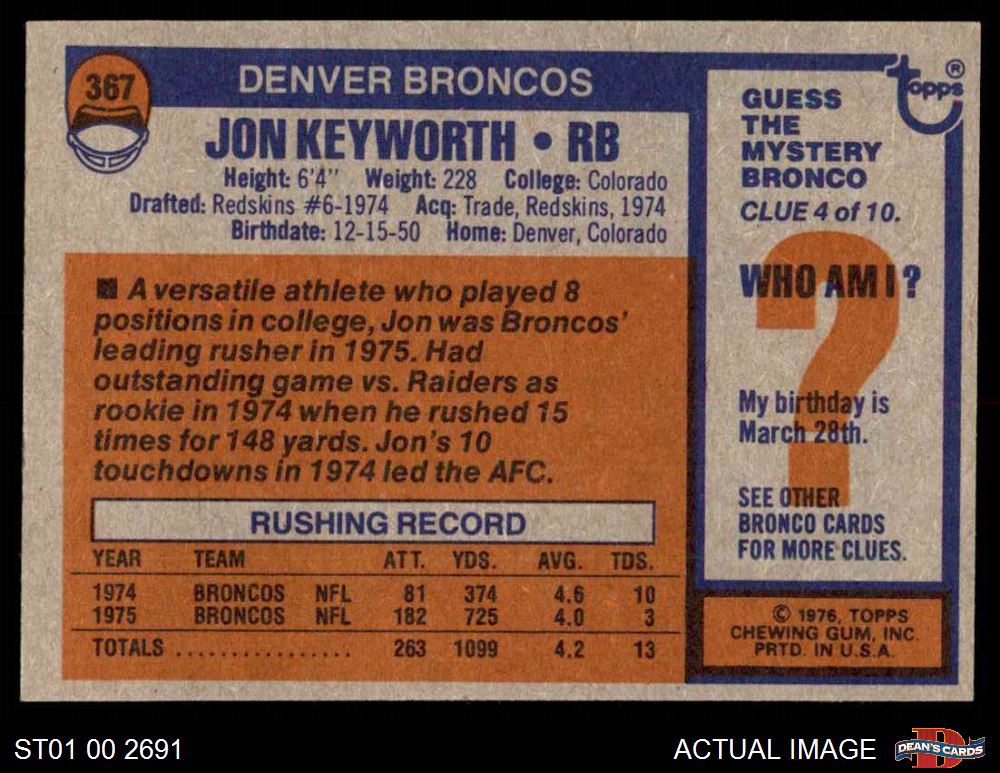 367
DENVER BRONCOS
JON KEYWORTH • RB
Height: 6'4" Weight: 228 College: Colorado
Drafted: Redskins #6-1974 Acq: Trade, Redskins, 1974
Birthdate: 12-15-50 Home: Denver, Colorado
■ A versatile athlete who played 8
positions in college, Jon was Broncos'
leading rusher in 1975. Had
outstanding game vs. Raiders as
rookie in 1974 when he rushed 15
times for 148 yards. Jon's 10
touchdowns in 1974 led the AFC.
RUSHING RECORD
YEAR TEAM ATT. YDS. AVG. TDS.
1974 BRONCOS NFL 81 374 4.6 10
1975 BRONCOS NFL 182 725 4.0 3
TOTALS ................ 263 1099 4.2 13
topps ®
GUESS
THE
MYSTERY
BRONCO
CLUE 4 of 10.
WHO AM I?
?
My birthday is
March 28th.
SEE OTHER
BRONCO CARDS
FOR MORE CLUES.
© 1976, TOPPS
CHEWING GUM, INC.
PRTD. IN U.S.A.
ST01 00 2691
ACTUAL IMAGE
D
DEAN'S CARDS